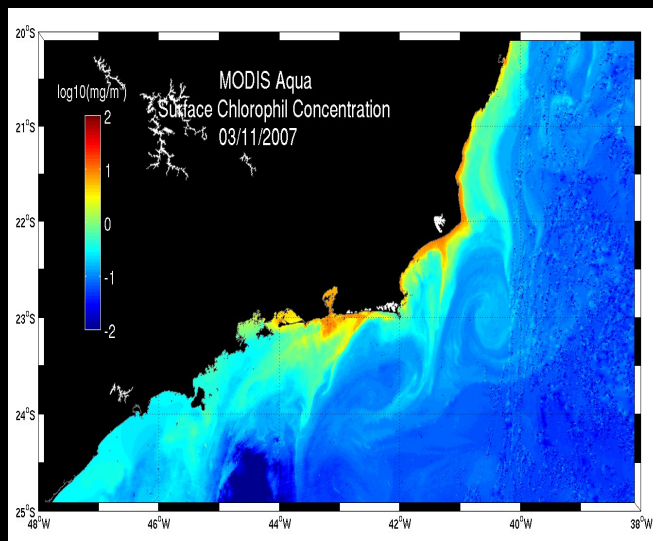 20°S
MODIS Aqua
log10(mg/m³)
Surface Chlorophil Concentration
03/11/2007
2
1
0
-1
-2
21°S
22°S
23°S
24°S
25°S
48°W 46°W 44°W 42°W 40°W 38°W